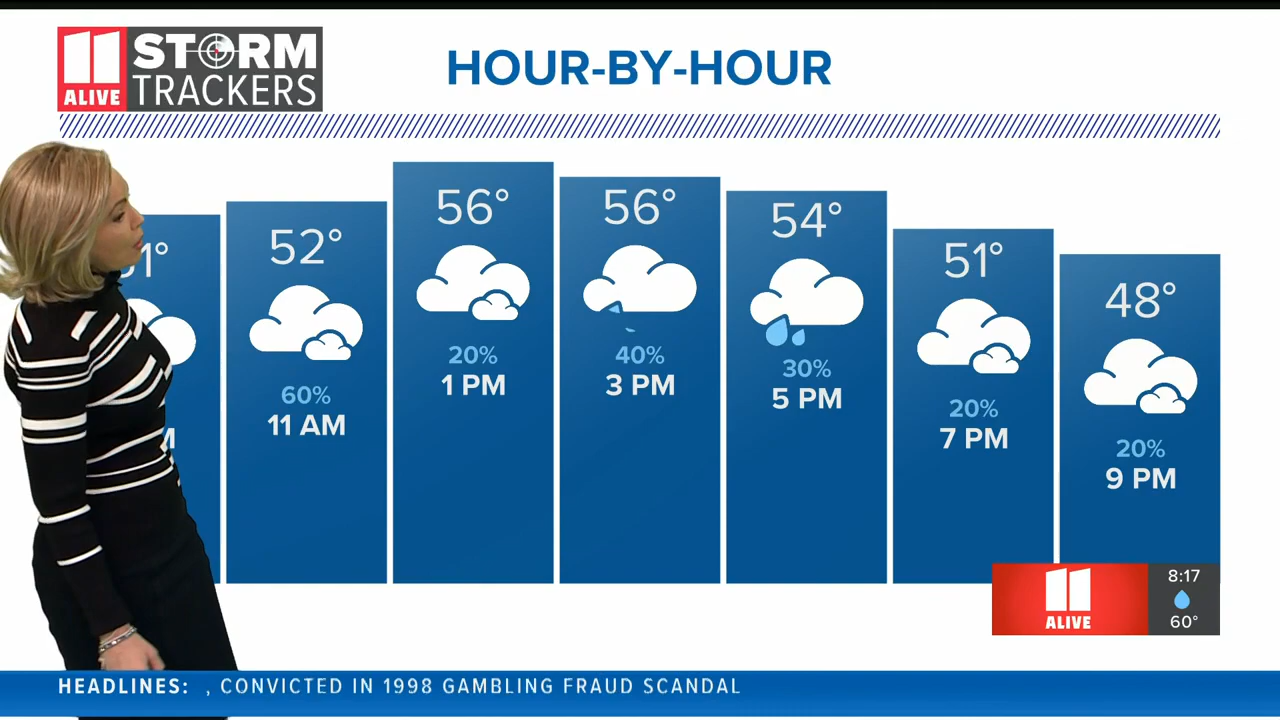 11 ALIVE
STORM TRACKERS
HOUR-BY-HOUR
52°
60%
11 AM
56°
20%
1 PM
56°
40%
3 PM
54°
30%
5 PM
51°
20%
7 PM
48°
20%
9 PM
11 ALIVE
8:17
60°
HEADLINES: , CONVICTED IN 1998 GAMBLING FRAUD SCANDAL